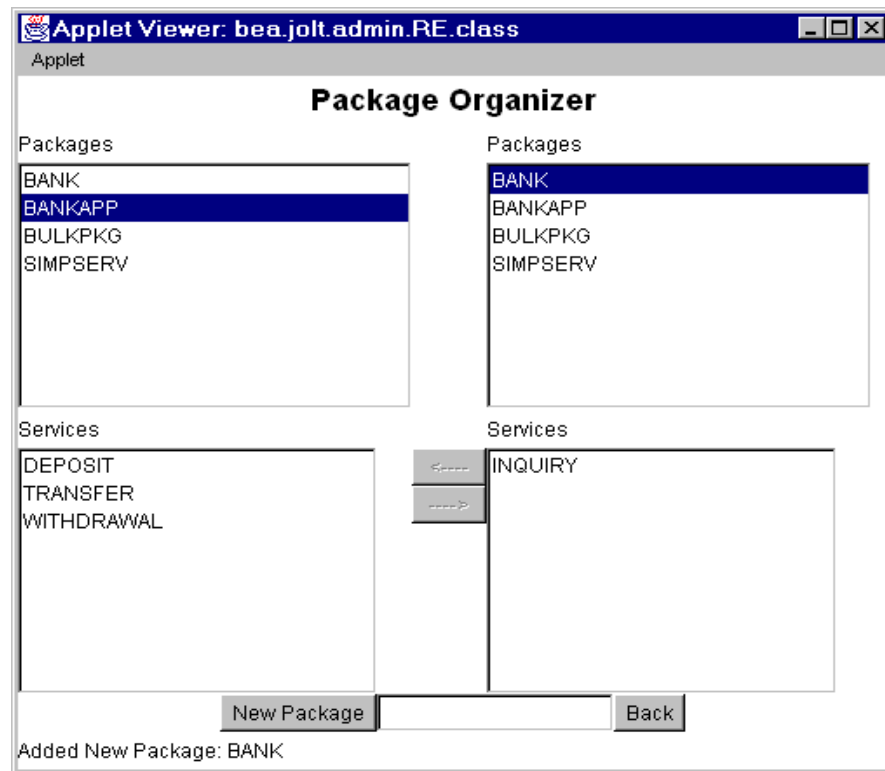 Applet Viewer: bea.jolt.admin.RE.class
Applet
Package Organizer
Packages
BANK
BANKAPP
BULKPKG
SIMPSERV
Packages
BANK
BANKAPP
BULKPKG
SIMPSERV
Services
DEPOSIT
TRANSFER
WITHDRAWAL
<----
---->
Services
INQUIRY
New Package
Back
Added New Package: BANK